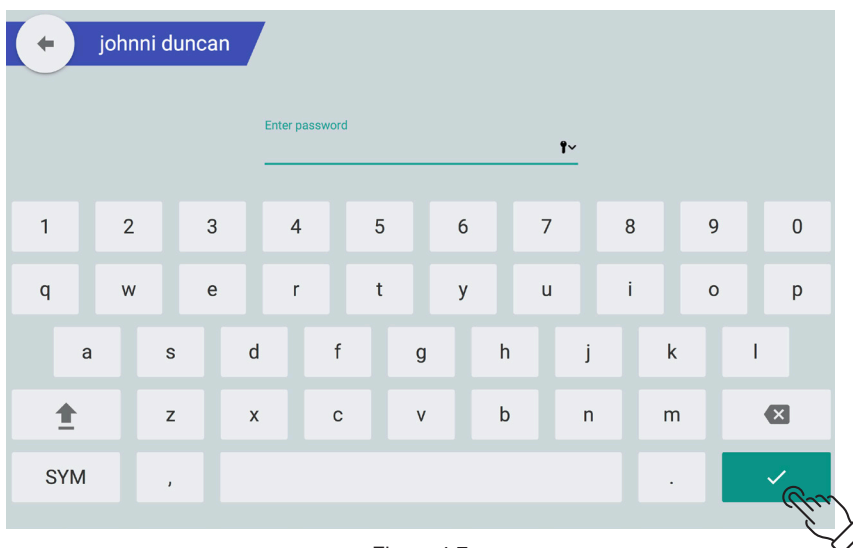 johnni duncan
Enter password
1 2 3 4 5 6 7 8 9 0
q w e r t y u i o p
a s d f g h j k l
z x c v b n m
SYM , .